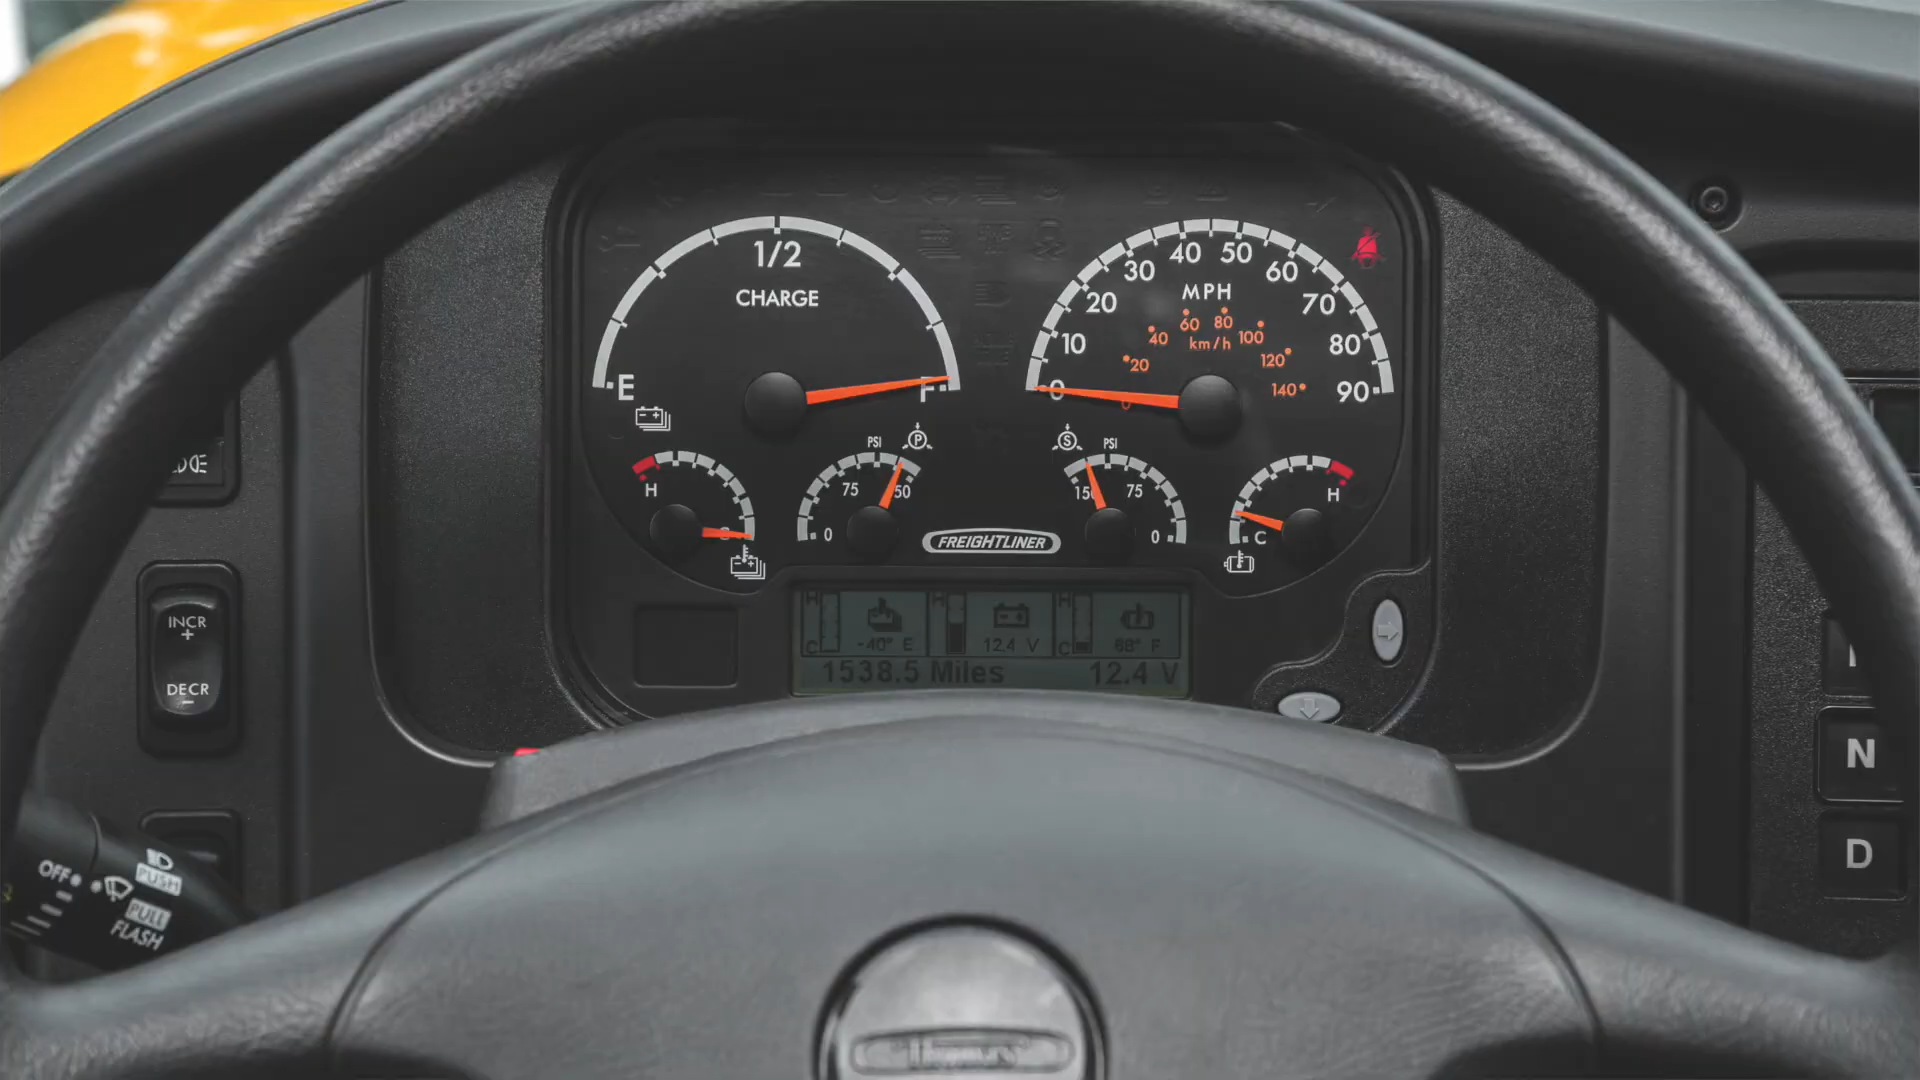 1/2
CHARGE
E
F
H
C
PSI
P
0
75
50
40
50
30
60
20
70
MPH
10
80
0
90
60
80
40
100
km/h
20
120
0
140
S
PSI
150
75
0
H
C
FREIGHTLINER
H
C
-40° F
H
12.4 V
H
C
68° F
1538.5 Miles
12.4 V
INCR
+
DECR
-
OFF
PUSH
PULL
FLASH
N
D